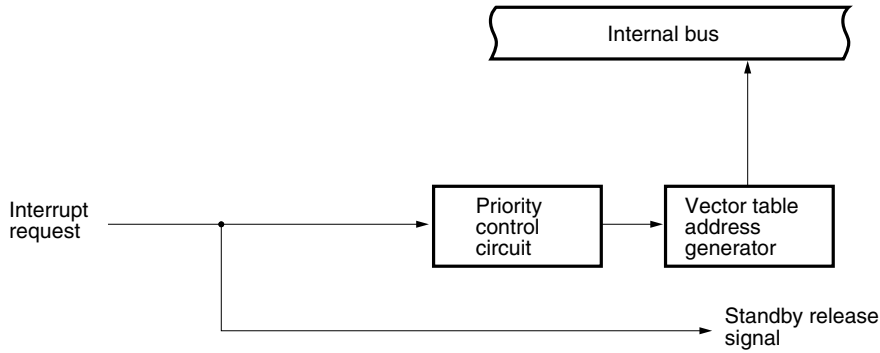 Internal bus
Interrupt
request
Priority
control
circuit
Vector table
address
generator
Standby release
signal